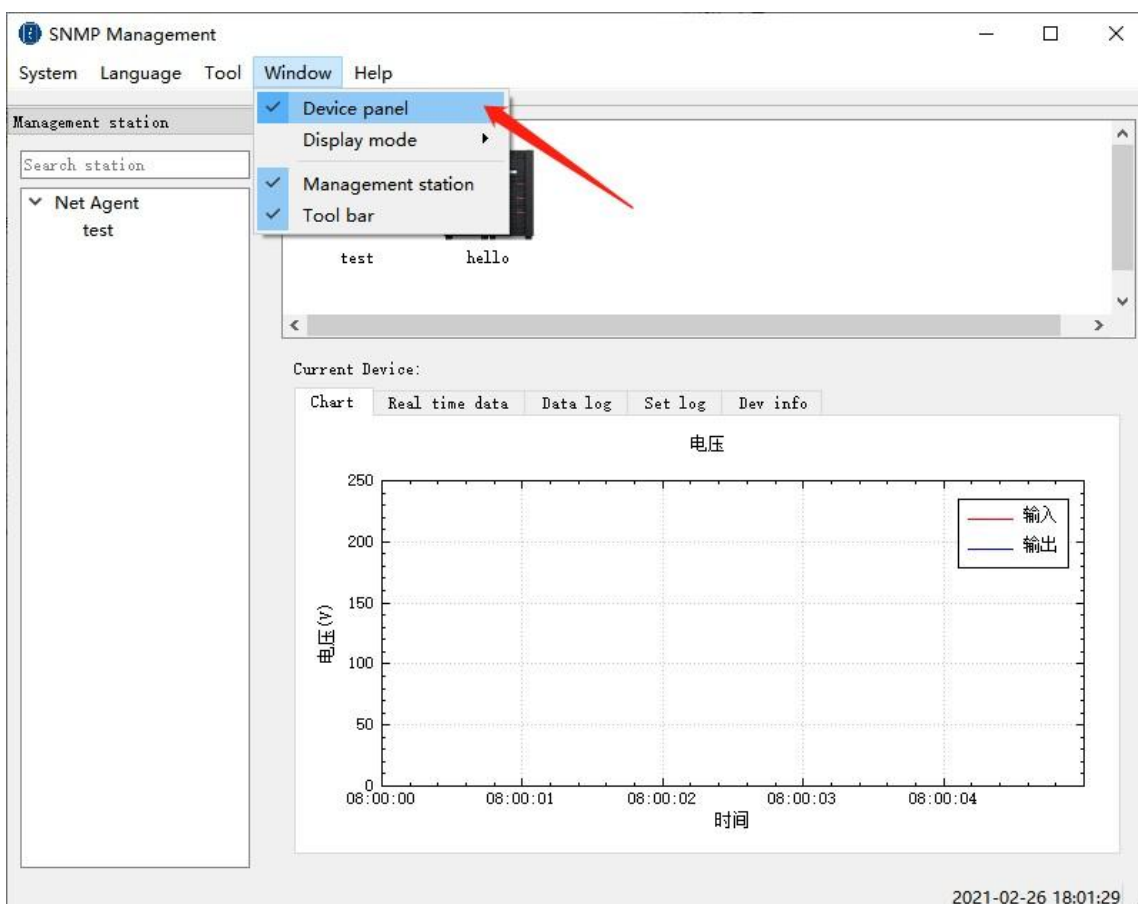 SNMP Management
System Language Tool Window Help
Management station
Search station
Net Agent
test
Device panel
Display mode
Management station
Tool bar
test hello
Current Device:
Chart Real time data Data log Set log Dev info
电压
250
200
150
100
50
0
电压(V)
输入
输出
08:00:00 08:00:01 08:00:02 08:00:03 08:00:04
时间
2021-02-26 18:01:29